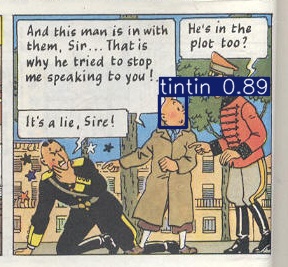 And this man is in with
them, Sir... That is
why he tried to stop
me speaking to you!
He's in the
plot too?
tintin 0.89
It's a lie, Sire!